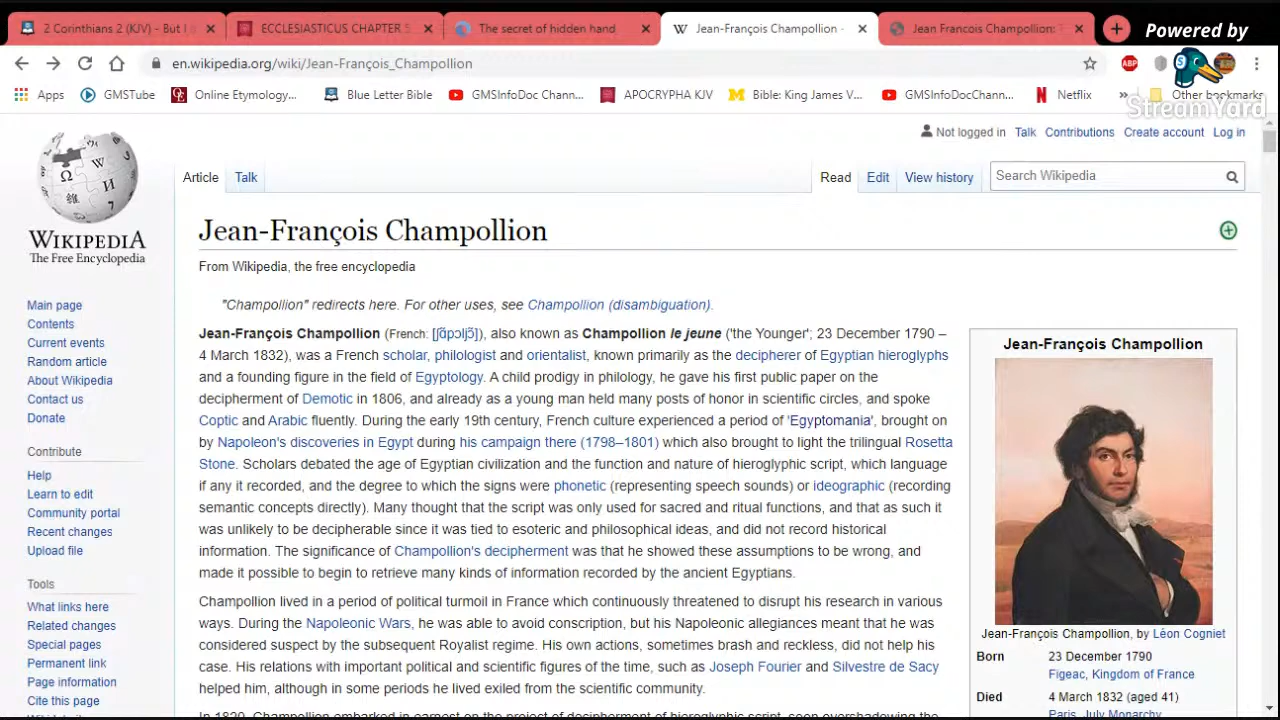 2 Corinthians 2 (KJV) - But I
ECCLESIASTICUS CHAPTER 5
The secret of hidden hand
Jean-François Champollion -
Jean Francois Champollion:
Powered by
en.wikipedia.org/wiki/Jean-François_Champollion
ABP
S
Apps
GMSTube
Online Etymology...
Blue Letter Bible
GMSInfoDoc Chann...
APOCRYPHA KJV
Bible: King James V...
GMSInfoDocChann...
Netflix
»
Other bookmarks
StreamYard
Not logged in Talk Contributions Create account Log in
Article Talk Read Edit View history Search Wikipedia
WIKIPEDIA
The Free Encyclopedia
Main page
Contents
Current events
Random article
About Wikipedia
Contact us
Donate
Contribute
Help
Learn to edit
Community portal
Recent changes
Upload file
Tools
What links here
Related changes
Special pages
Permanent link
Page information
Cite this page
Jean-François Champollion
From Wikipedia, the free encyclopedia
"Champollion" redirects here. For other uses, see Champollion (disambiguation).
Jean-François Champollion (French: [ʃɑ̃pɔljɔ̃]), also known as Champollion le jeune ('the Younger'; 23 December 1790 –
4 March 1832), was a French scholar, philologist and orientalist, known primarily as the decipherer of Egyptian hieroglyphs
and a founding figure in the field of Egyptology. A child prodigy in philology, he gave his first public paper on the
decipherment of Demotic in 1806, and already as a young man held many posts of honor in scientific circles, and spoke
Coptic and Arabic fluently. During the early 19th century, French culture experienced a period of 'Egyptomania', brought on
by Napoleon's discoveries in Egypt during his campaign there (1798–1801) which also brought to light the trilingual Rosetta
Stone. Scholars debated the age of Egyptian civilization and the function and nature of hieroglyphic script, which language
if any it recorded, and the degree to which the signs were phonetic (representing speech sounds) or ideographic (recording
semantic concepts directly). Many thought that the script was only used for sacred and ritual functions, and that as such it
was unlikely to be decipherable since it was tied to esoteric and philosophical ideas, and did not record historical
information. The significance of Champollion's decipherment was that he showed these assumptions to be wrong, and
made it possible to begin to retrieve many kinds of information recorded by the ancient Egyptians.
Champollion lived in a period of political turmoil in France which continuously threatened to disrupt his research in various
ways. During the Napoleonic Wars, he was able to avoid conscription, but his Napoleonic allegiances meant that he was
considered suspect by the subsequent Royalist regime. His own actions, sometimes brash and reckless, did not help his
case. His relations with important political and scientific figures of the time, such as Joseph Fourier and Silvestre de Sacy
helped him, although in some periods he lived exiled from the scientific community.
In 1820, Champollion embarked in earnest on the project of decipherment of hieroglyphic script, soon overshadowing the
Jean-François Champollion
Jean-François Champollion, by Léon Cogniet
Born 23 December 1790
Figeac, Kingdom of France
Died 4 March 1832 (aged 41)
Paris, July Monarchy